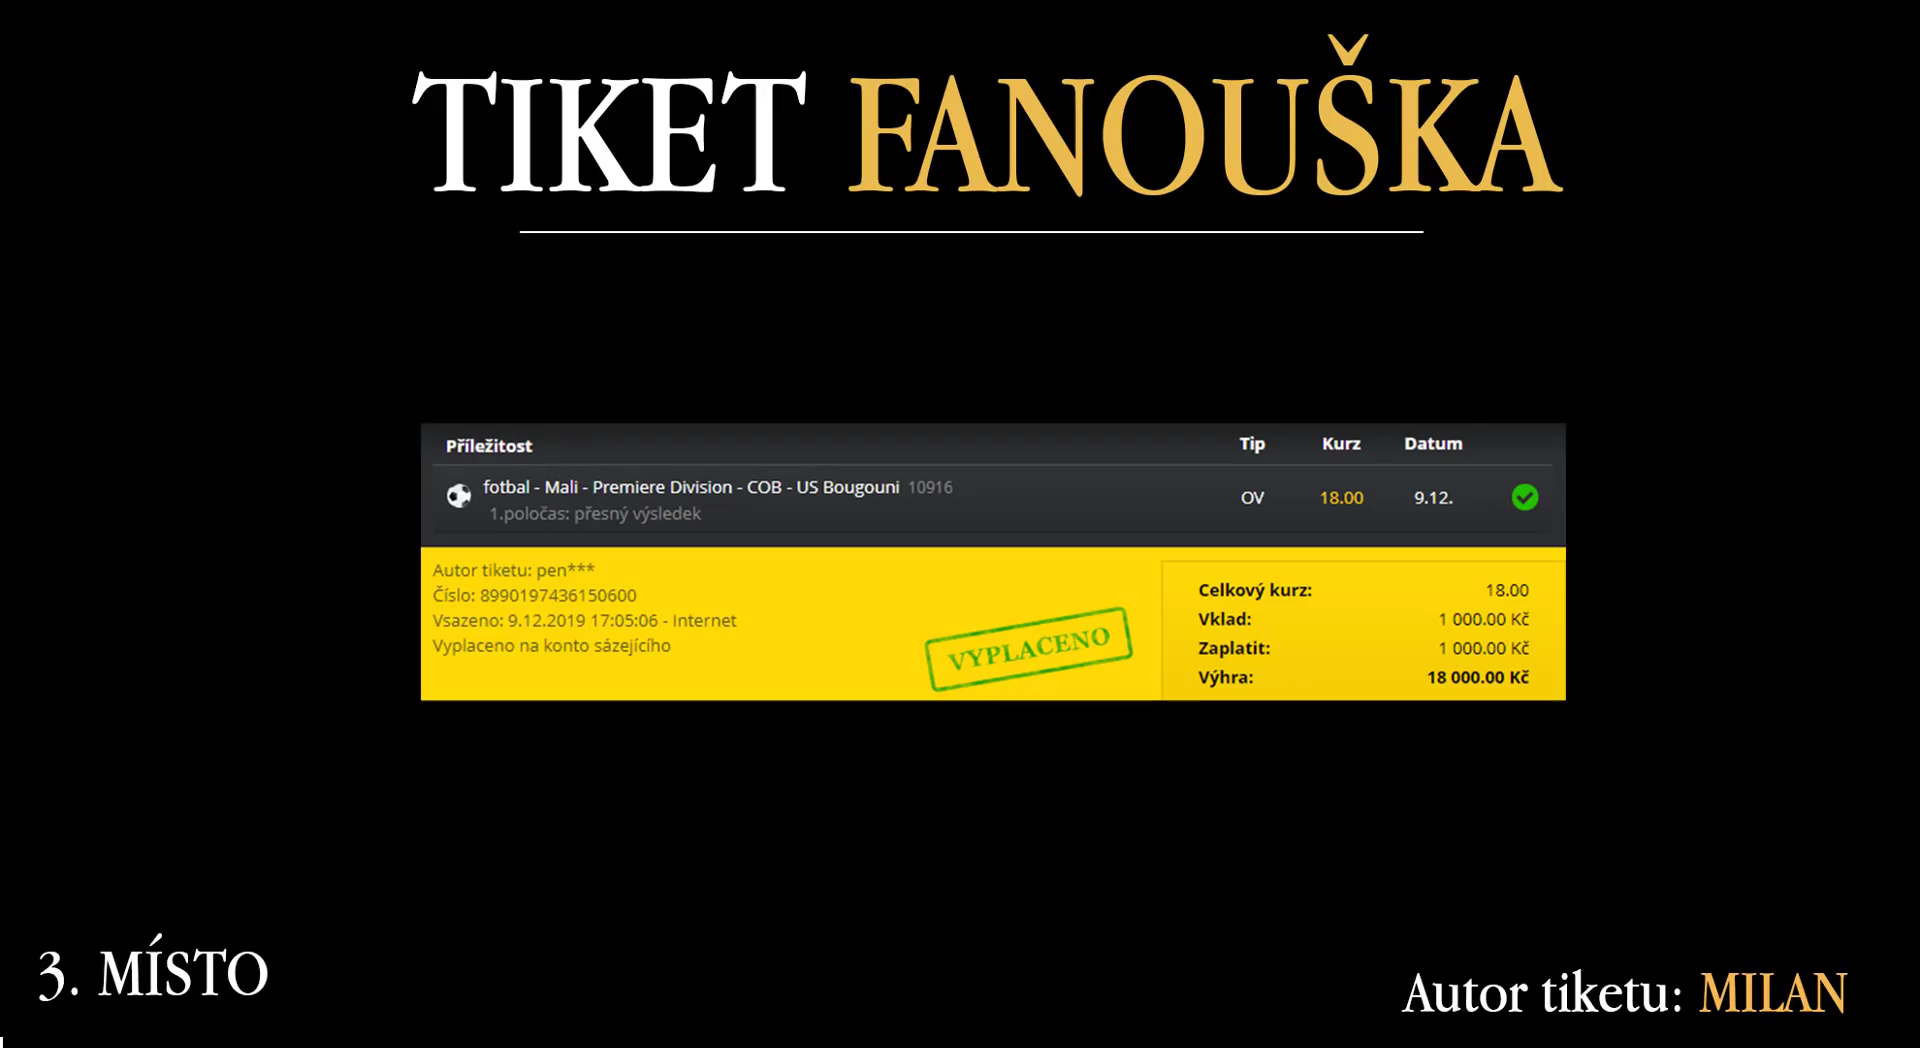 TIKET FANOUŠKA
Příležitost Tip Kurz Datum
fotbal - Mali - Premiere Division - COB - US Bougouni 10916 OV 18.00 9.12.
1.poločas: přesný výsledek
Autor tiketu: pen***
Číslo: 8990197436150600
Vsazeno: 9.12.2019 17:05:06 - Internet
Vyplaceno na konto sázejícího
VYPLACENO
Celkový kurz: 18.00
Vklad: 1 000.00 Kč
Zaplatit: 1 000.00 Kč
Výhra: 18 000.00 Kč
3. MÍSTO
Autor tiketu: MILAN